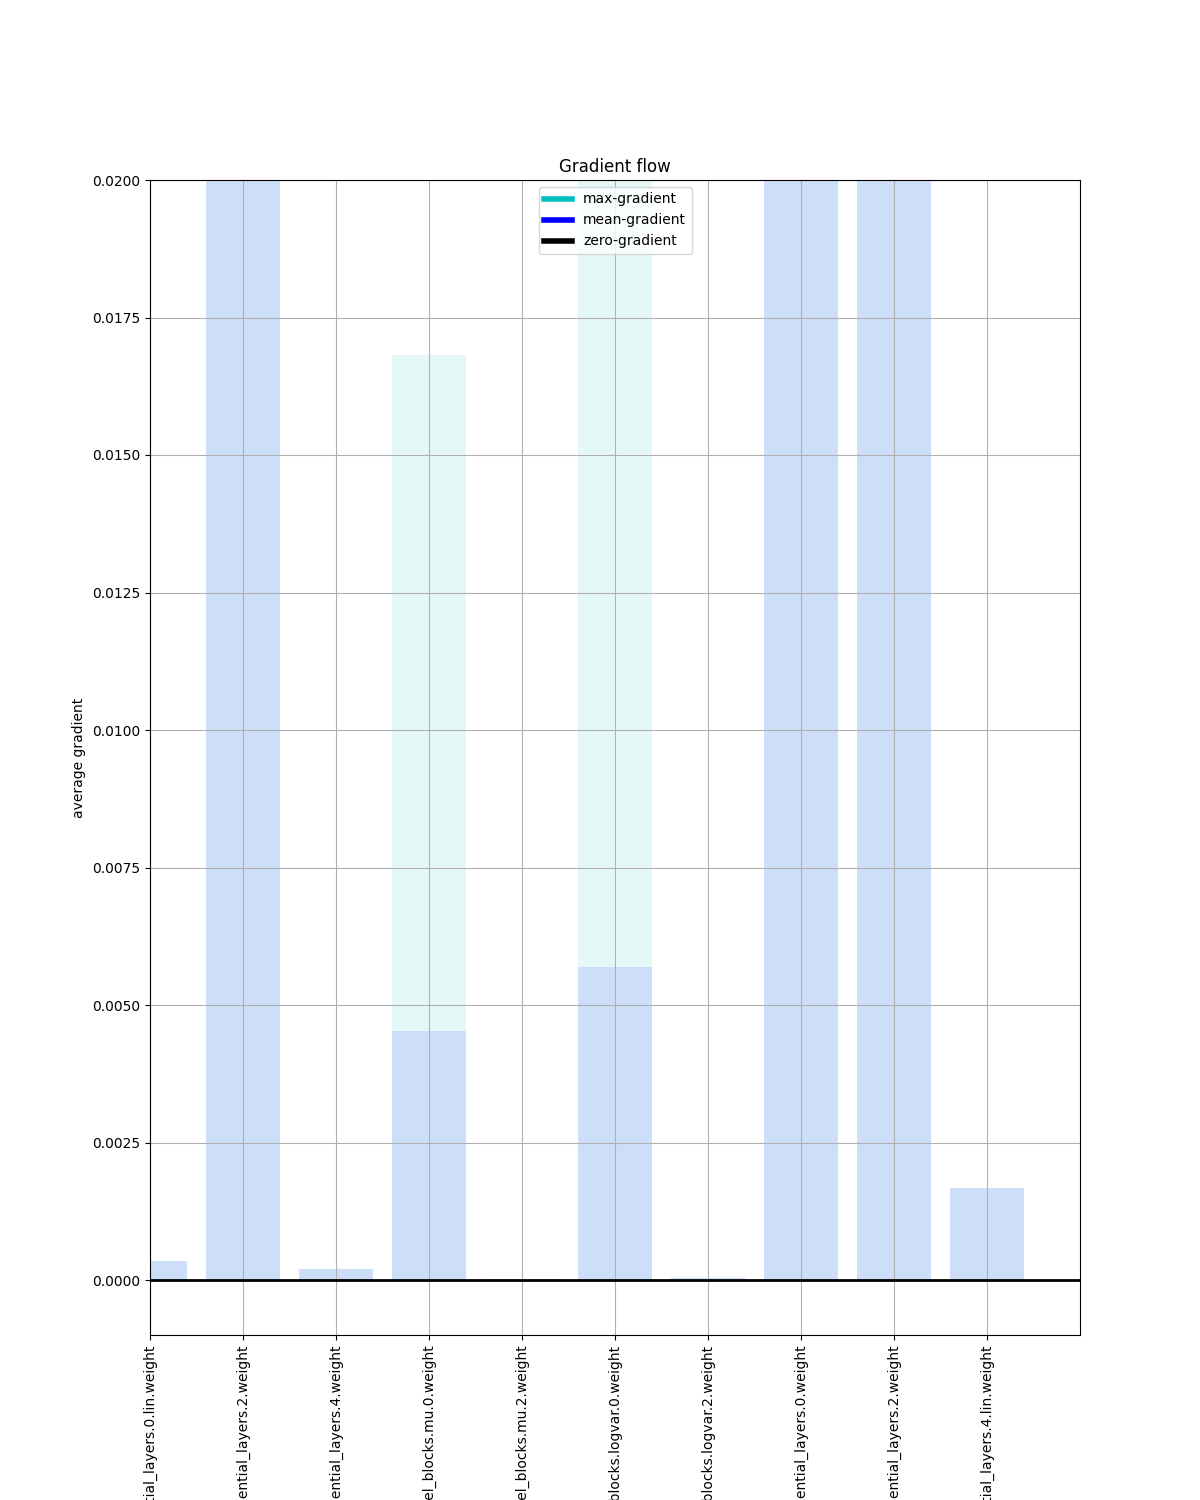 Gradient flow
max-gradient
mean-gradient
zero-gradient
0.0200
0.0175
0.0150
0.0125
0.0100
0.0075
0.0050
0.0025
0.0000
average gradient
tial_layers.0.lin.weight
ential_layers.2.weight
ential_layers.4.weight
el_blocks.mu.0.weight
el_blocks.mu.2.weight
blocks.logvar.0.weight
blocks.logvar.2.weight
ential_layers.0.weight
ential_layers.2.weight
tial_layers.4.lin.weight